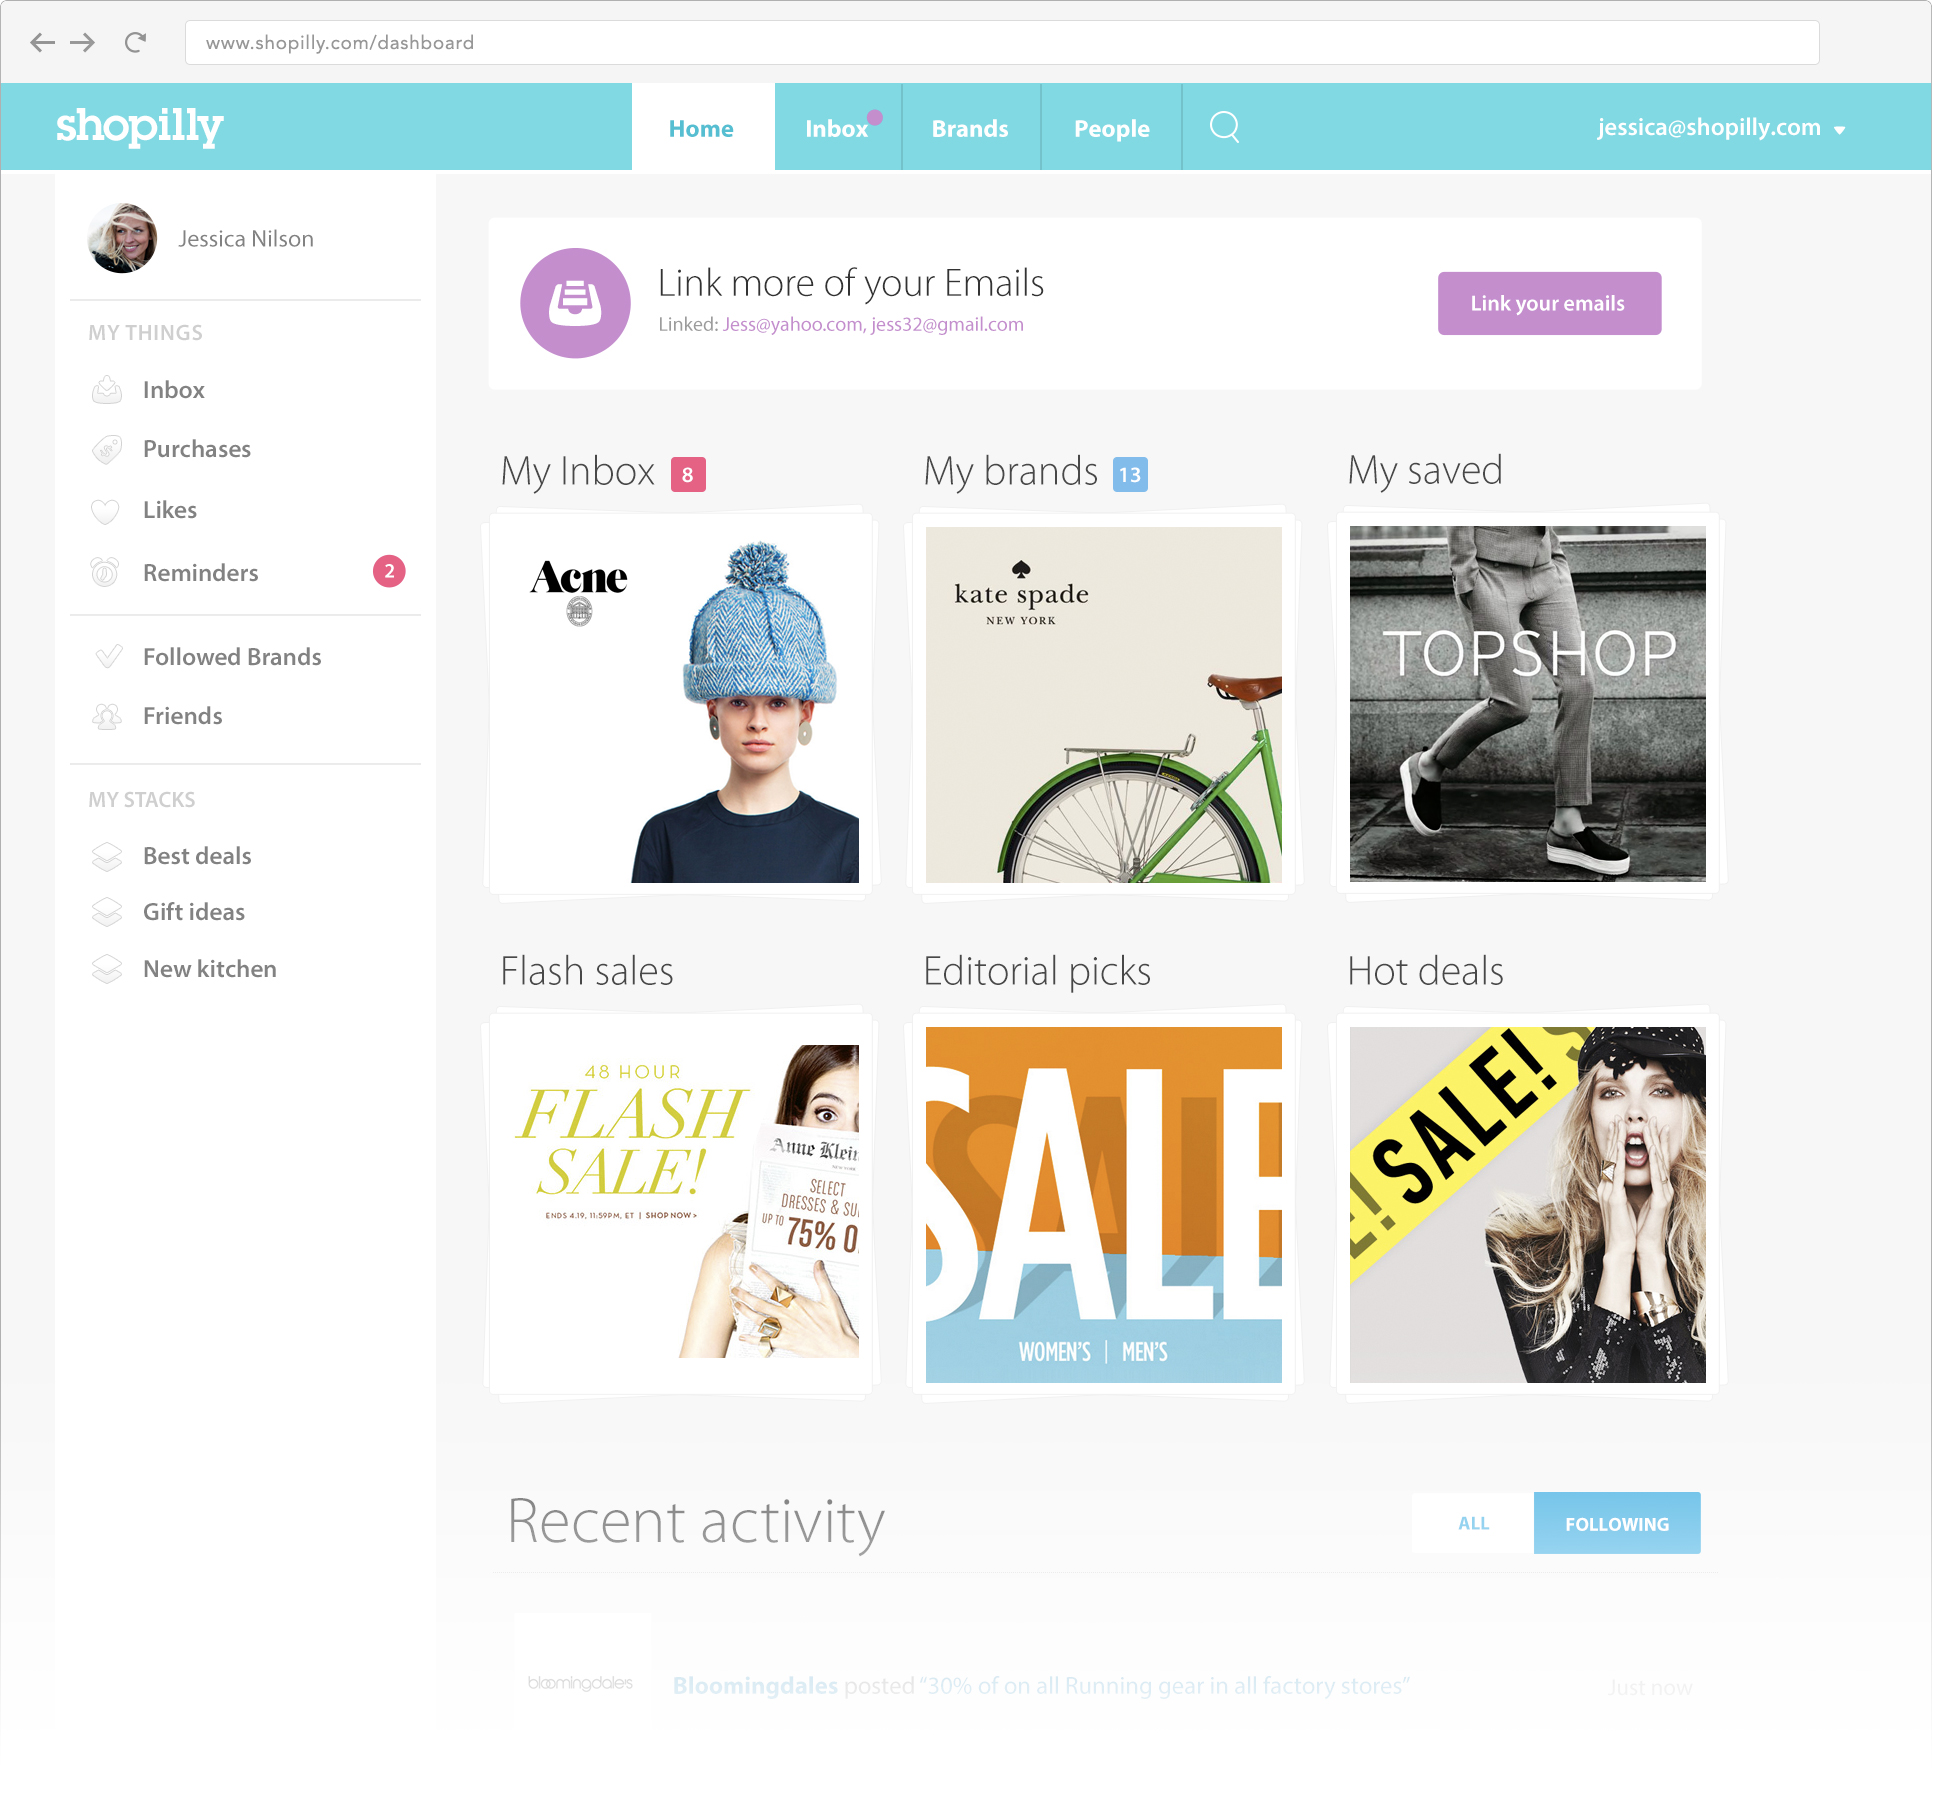 www.shopilly.com/dashboard
shopilly
Home
Inbox
Brands
People
jessica@shopilly.com
Jessica Nilson
MY THINGS
Inbox
Purchases
Likes
Reminders
2
Followed Brands
Friends
MY STACKS
Best deals
Gift ideas
New kitchen
Link more of your Emails
Linked: Jess@yahoo.com, jess32@gmail.com
Link your emails
My Inbox 8
Acne
My brands 13
kate spade
NEW YORK
My saved
TOPSHOP
Flash sales
48 HOUR
FLASH
SALE!
ENDS 4.19, 11:59PM, ET | SHOP NOW >
Anne Klein
NEW YORK
SELECT
DRESSES & SU
UP TO 75% O
Editorial picks
SALE
WOMEN'S | MEN'S
Hot deals
E! SALE! S
Recent activity
ALL
FOLLOWING
bloomingdales
Bloomingdales posted “30% of on all Running gear in all factory stores”
Just now